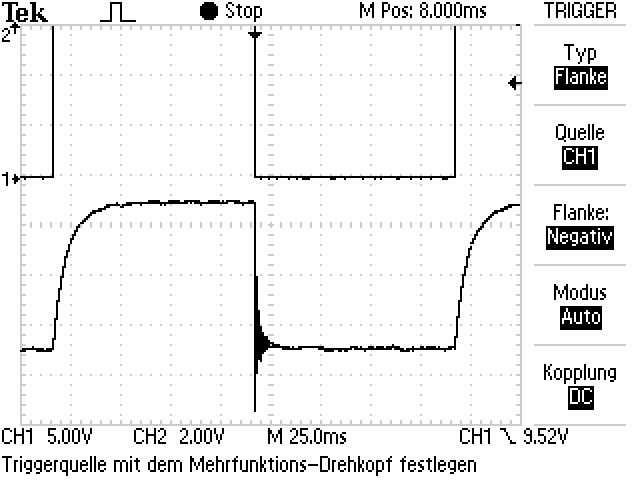 Tek Stop M Pos: 8.000ms TRIGGER
2
Typ
Flanke
Quelle
CH1
1
Flanke:
Negativ
Modus
Auto
Kopplung
DC
CH1 5.00V CH2 2.00V M 25.0ms CH1 9.52V
Triggerquelle mit dem Mehrfunktions-Drehkopf festlegen